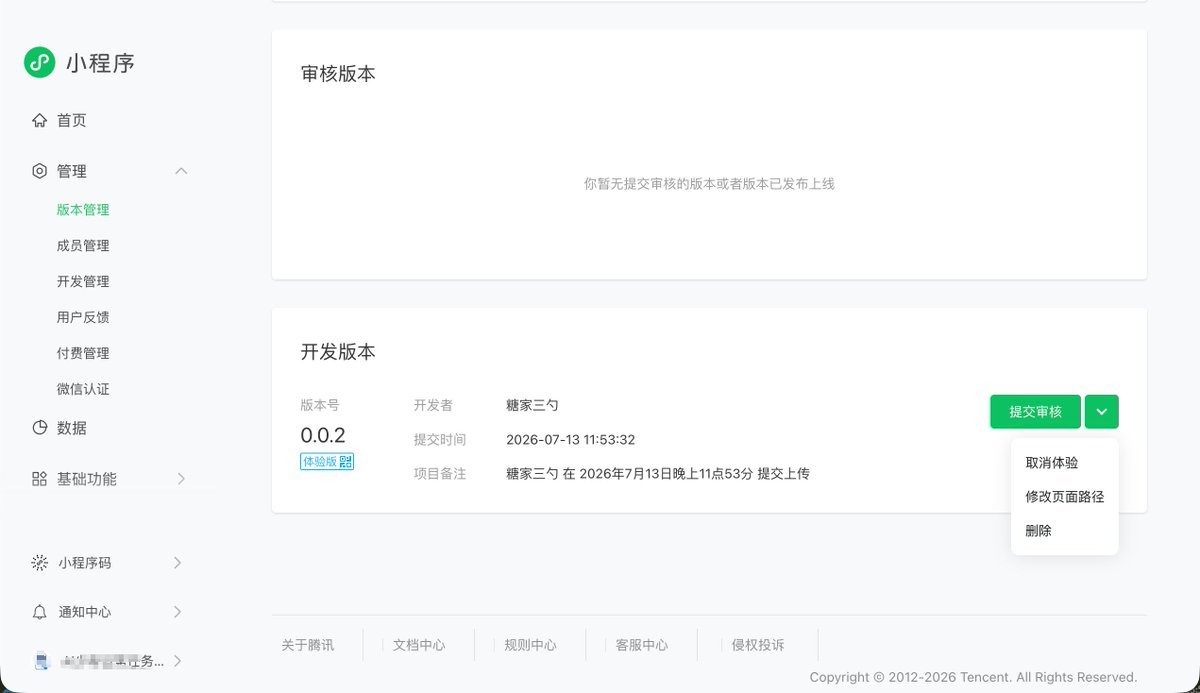 小程序
首页
管理
版本管理
成员管理
开发管理
用户反馈
付费管理
微信认证
数据
基础功能
小程序码
通知中心
任务...
审核版本
你暂无提交审核的版本或者版本已发布上线
开发版本
版本号
0.0.2
体验版
开发者 糖家三勺
提交时间 2026-07-13 11:53:32
项目备注 糖家三勺 在 2026年7月13日晚上11点53分 提交上传
提交审核
取消体验
修改页面路径
删除
关于腾讯 文档中心 规则中心 客服中心 侵权投诉
Copyright © 2012-2026 Tencent. All Rights Reserved.